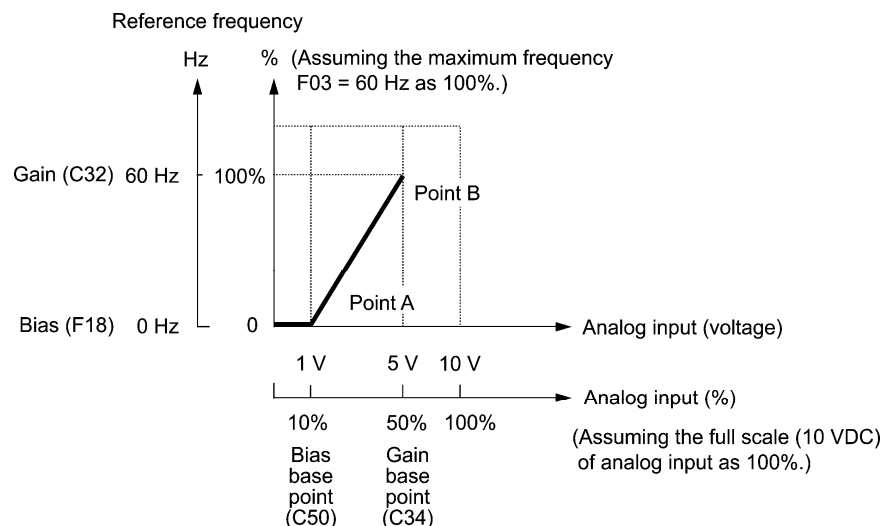 Reference frequency
Hz
% (Assuming the maximum frequency
F03 = 60 Hz as 100%.)
Gain (C32) 60 Hz 100%
Point B
Point A
Bias (F18) 0 Hz 0
Analog input (voltage)
1 V 5 V 10 V
Analog input (%)
10% 50% 100%
(Assuming the full scale (10 VDC)
of analog input as 100%.)
Bias
base
point
(C50)
Gain
base
point
(C34)